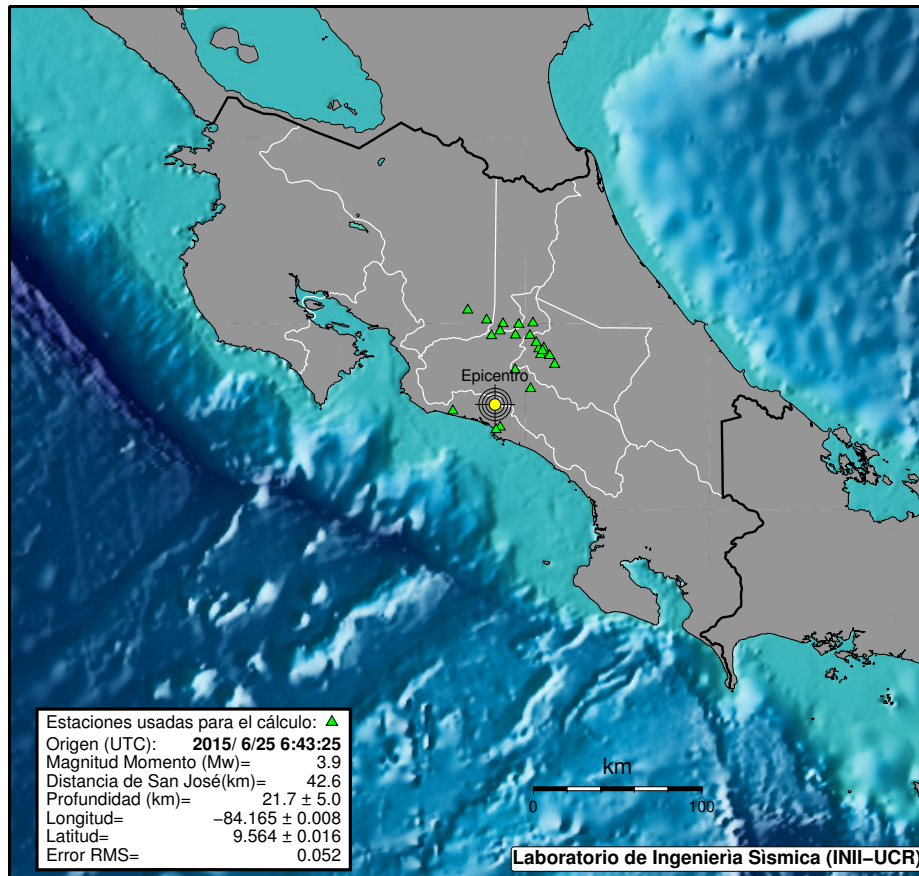 Epicentro
Estaciones usadas para el cálculo:
Origen (UTC): 2015/ 6/25 6:43:25
Magnitud Momento (Mw)= 3.9
Distancia de San José(km)= 42.6
Profundidad (km)= 21.7 ± 5.0
Longitud= −84.165 ± 0.008
Latitud= 9.564 ± 0.016
Error RMS= 0.052
km
0 100
Laboratorio de Ingenierìa Sìsmica (INII−UCR)